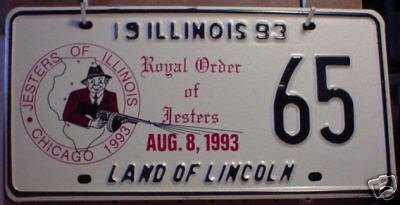 19 ILLINOIS 93
JESTERS OF ILLINOIS
CHICAGO 1993
Royal Order
of
Jesters
AUG. 8, 1993
65
LAND OF LINCOLN